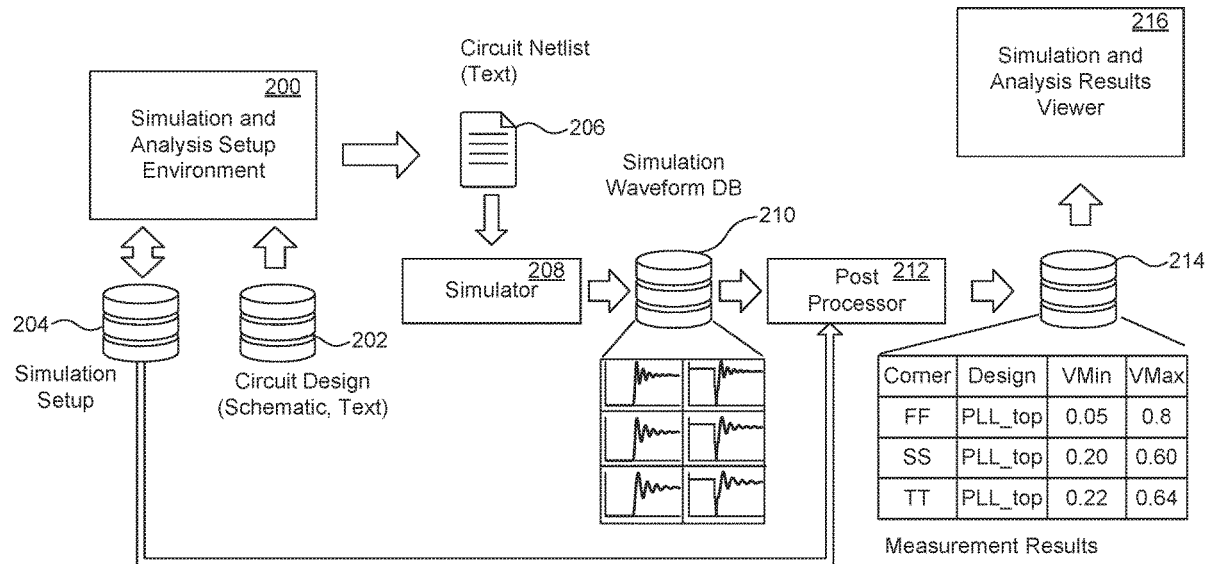 200
Simulation and
Analysis Setup
Environment
Circuit Netlist
(Text)
206
216
Simulation and
Analysis Results
Viewer
Simulation
Waveform DB
210
208
Simulator
212
Post
Processor
214
204
Simulation
Setup
202
Circuit Design
(Schematic, Text)
Corner Design VMin VMax
FF PLL_top 0.05 0.8
SS PLL_top 0.20 0.60
TT PLL_top 0.22 0.64
Measurement Results